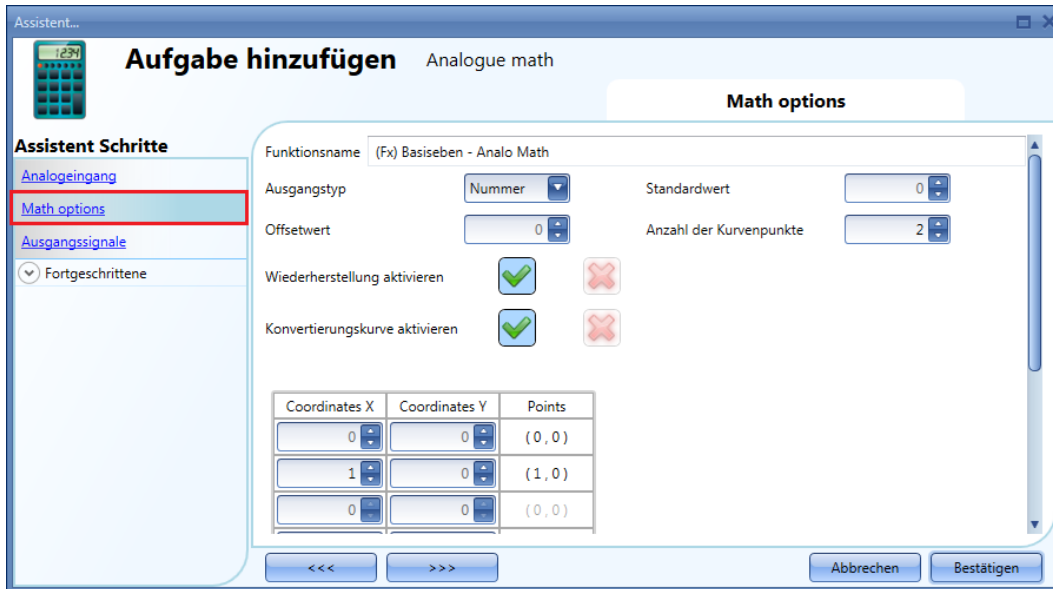 Assistent...
1234
Aufgabe hinzufügen Analogue math
Math options
Assistent Schritte
Analogeingang
Math options
Ausgangssignale
Fortgeschrittene
Funktionsname (Fx) Basiseben - Analo Math
Ausgangstyp Nummer Standardwert 0
Offsetwert 0 Anzahl der Kurvenpunkte 2
Wiederherstellung aktivieren
Konvertierungskurve aktivieren
Coordinates X Coordinates Y Points
0 0 (0,0)
1 0 (1,0)
0 0 (0,0)
<<< >>> Abbrechen Bestätigen